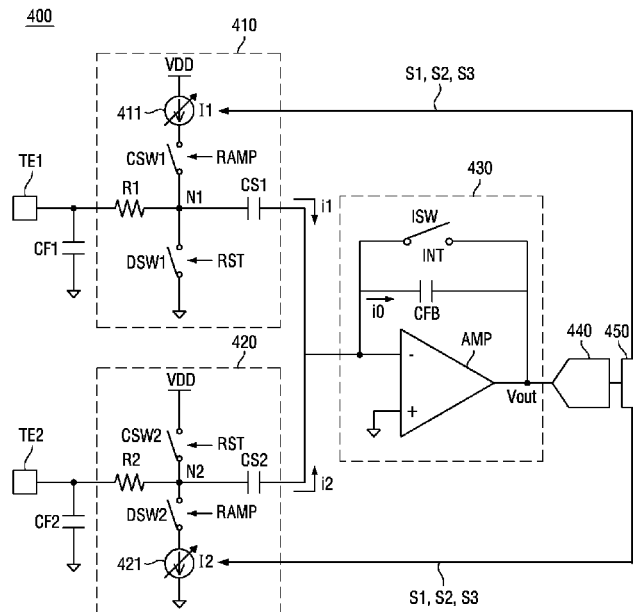 400
410
VDD
S1, S2, S3
411
I1
CSW1
RAMP
TE1
430
R1
N1
CS1
i1
ISW
CF1
DSW1
RST
INT
i0
CFB
420
AMP
440
450
VDD
-
+
Vout
CSW2
RST
TE2
R2
N2
CS2
i2
CF2
DSW2
RAMP
421
I2
S1, S2, S3